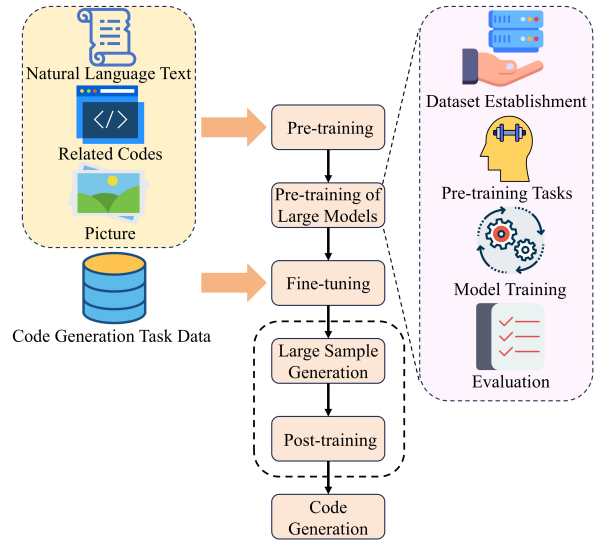 Natural Language Text
Related Codes
Picture
Code Generation Task Data
Pre-training
Pre-training of
Large Models
Fine-tuning
Large Sample
Generation
Post-training
Code
Generation
Dataset Establishment
Pre-training Tasks
Model Training
Evaluation